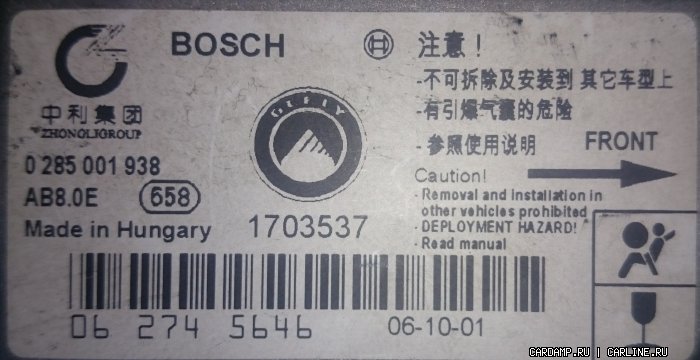 BOSCH
中利集团
ZHONGLIGROUP
0 285 001 938
AB8.0E 658
Made in Hungary
GEELY
1703537
注意！
-不可拆除及安装到 其它车型上
-有引爆气囊的危险
-参照使用说明
FRONT
Caution!
- Removal and installation in
other vehicles prohibited
- DEPLOYMENT HAZARD!
- Read manual
06 274 5646
06-10-01
CARDAMP.RU | CARLINE.RU